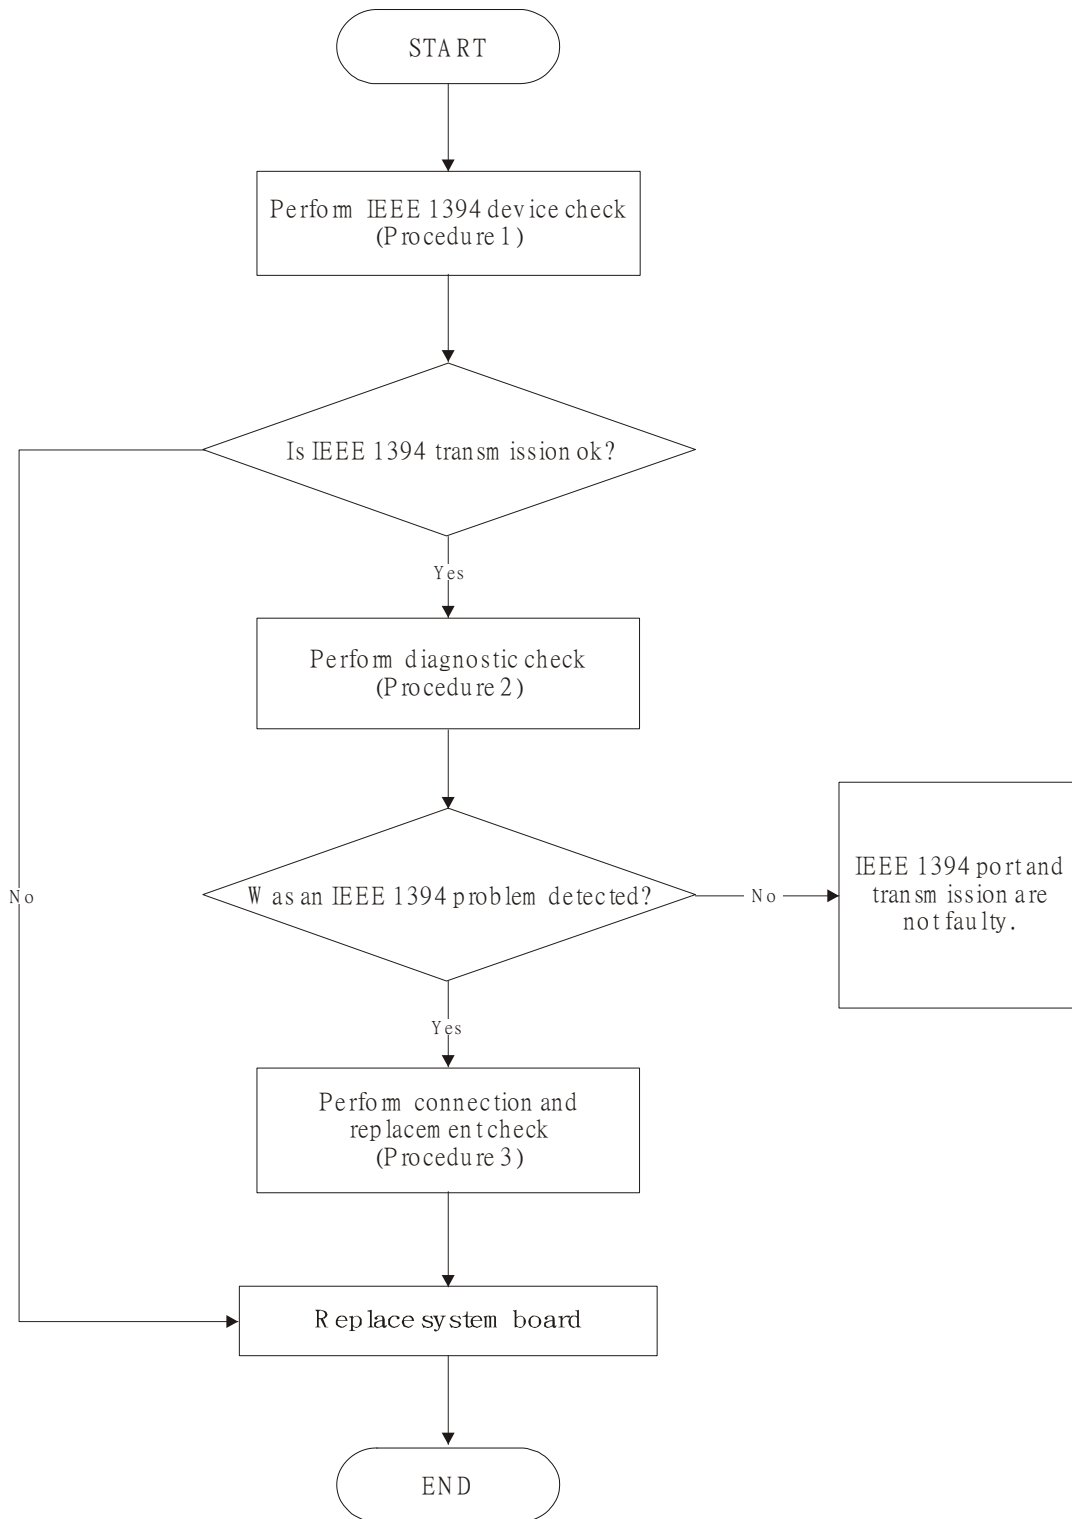 START
Perform IEEE 1394 device check
(Procedure 1)
Is IEEE 1394 transmission ok?
Yes
Perform diagnostic check
(Procedure 2)
Was an IEEE 1394 problem detected?
No
IEEE 1394 port and
transmission are
not faulty.
No
Yes
Perform connection and
replacement check
(Procedure 3)
Replace system board
END